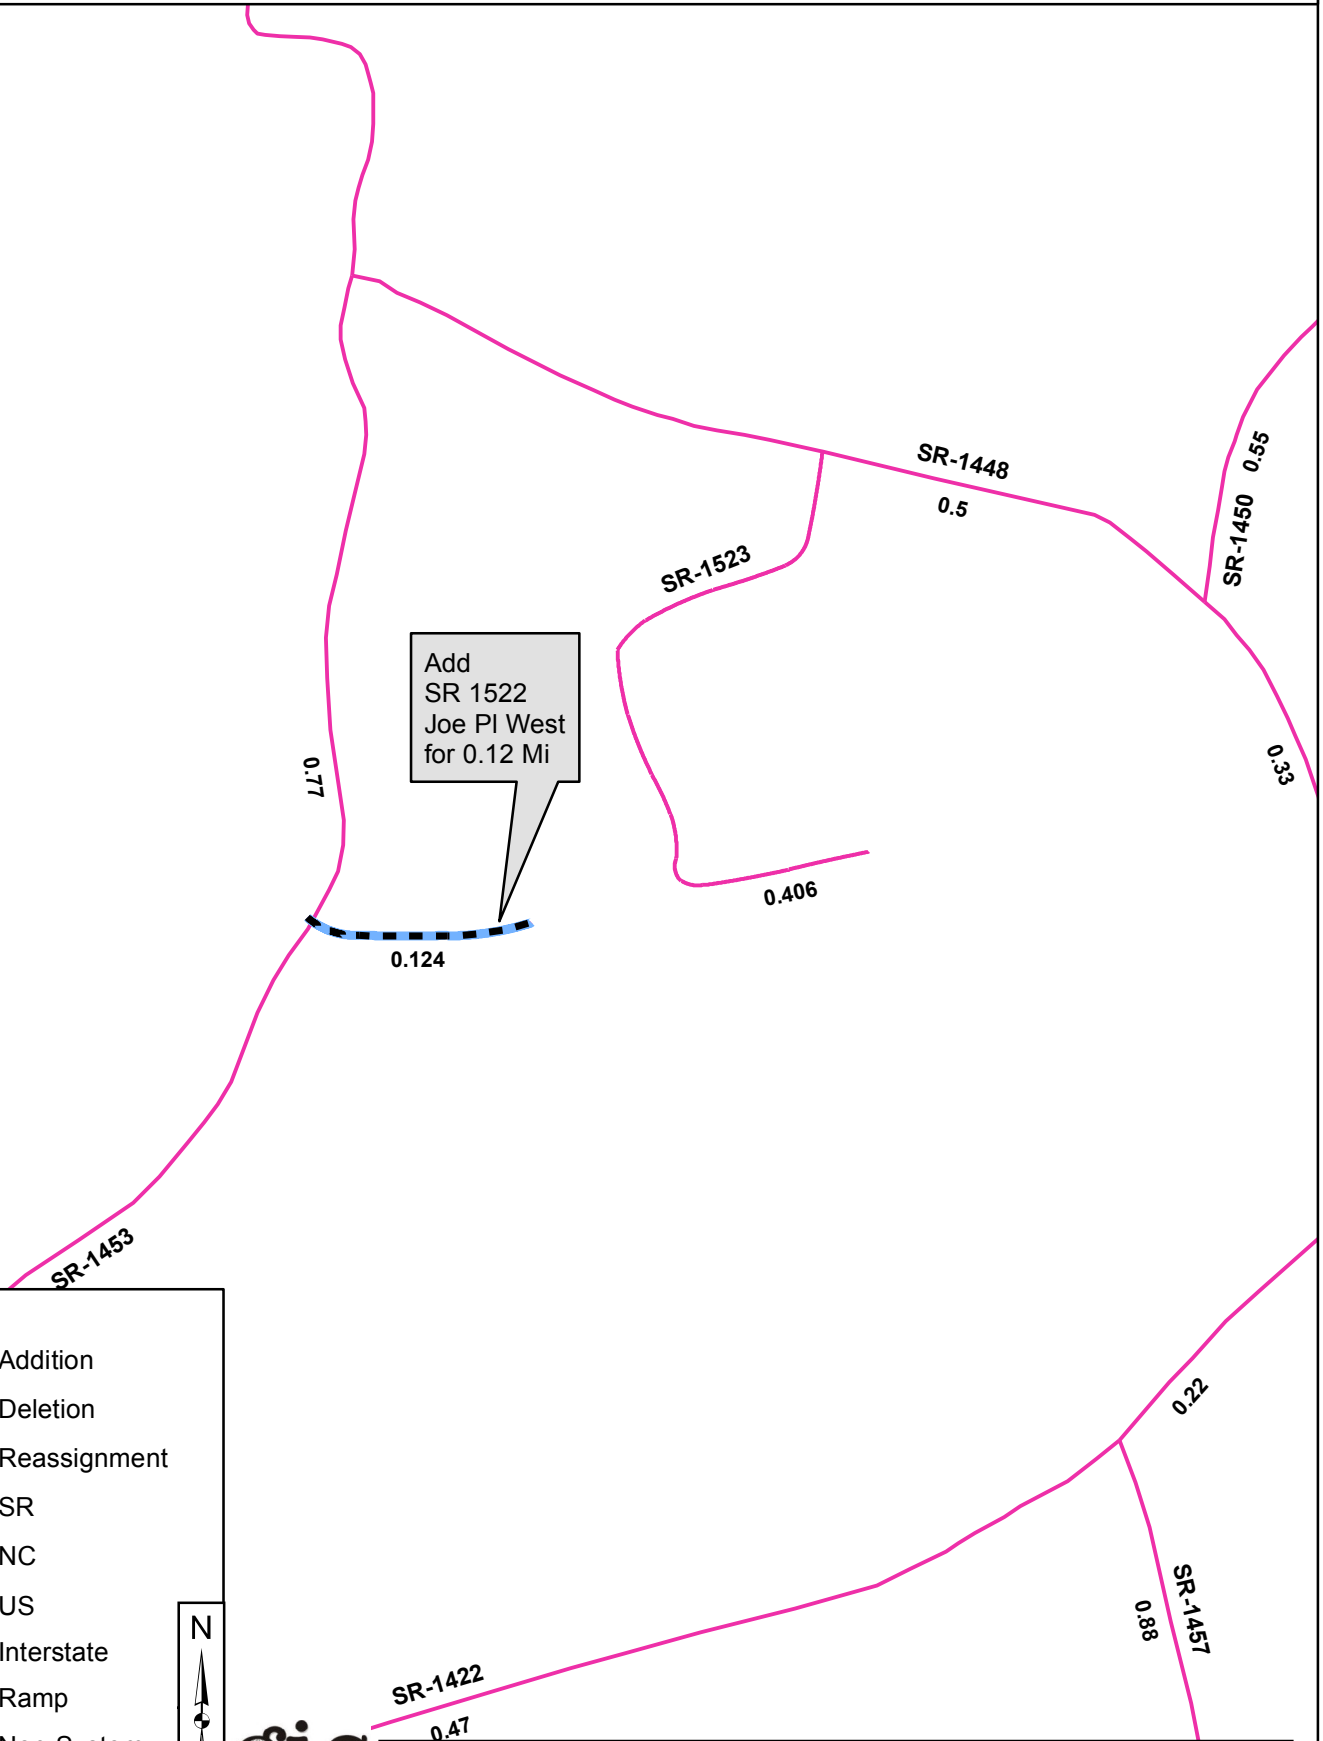 SR-1448
0.5
0.55
SR-1450
SR-1523
Add
SR 1522
Joe Pl West
for 0.12 Mi
0.77
0.33
0.406
0.124
SR-1453
Addition
Deletion
Reassignment
SR
NC
US
Interstate
Ramp
N
0.22
SR-1457
0.88
SR-1422
0.47